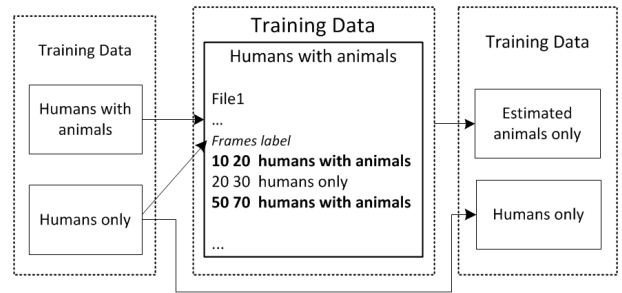 Training Data
Humans with
animals
Humans only
Training Data
Humans with animals
File1
...
Frames label
10 20 humans with animals
20 30 humans only
50 70 humans with animals
...
Training Data
Estimated
animals only
Humans only